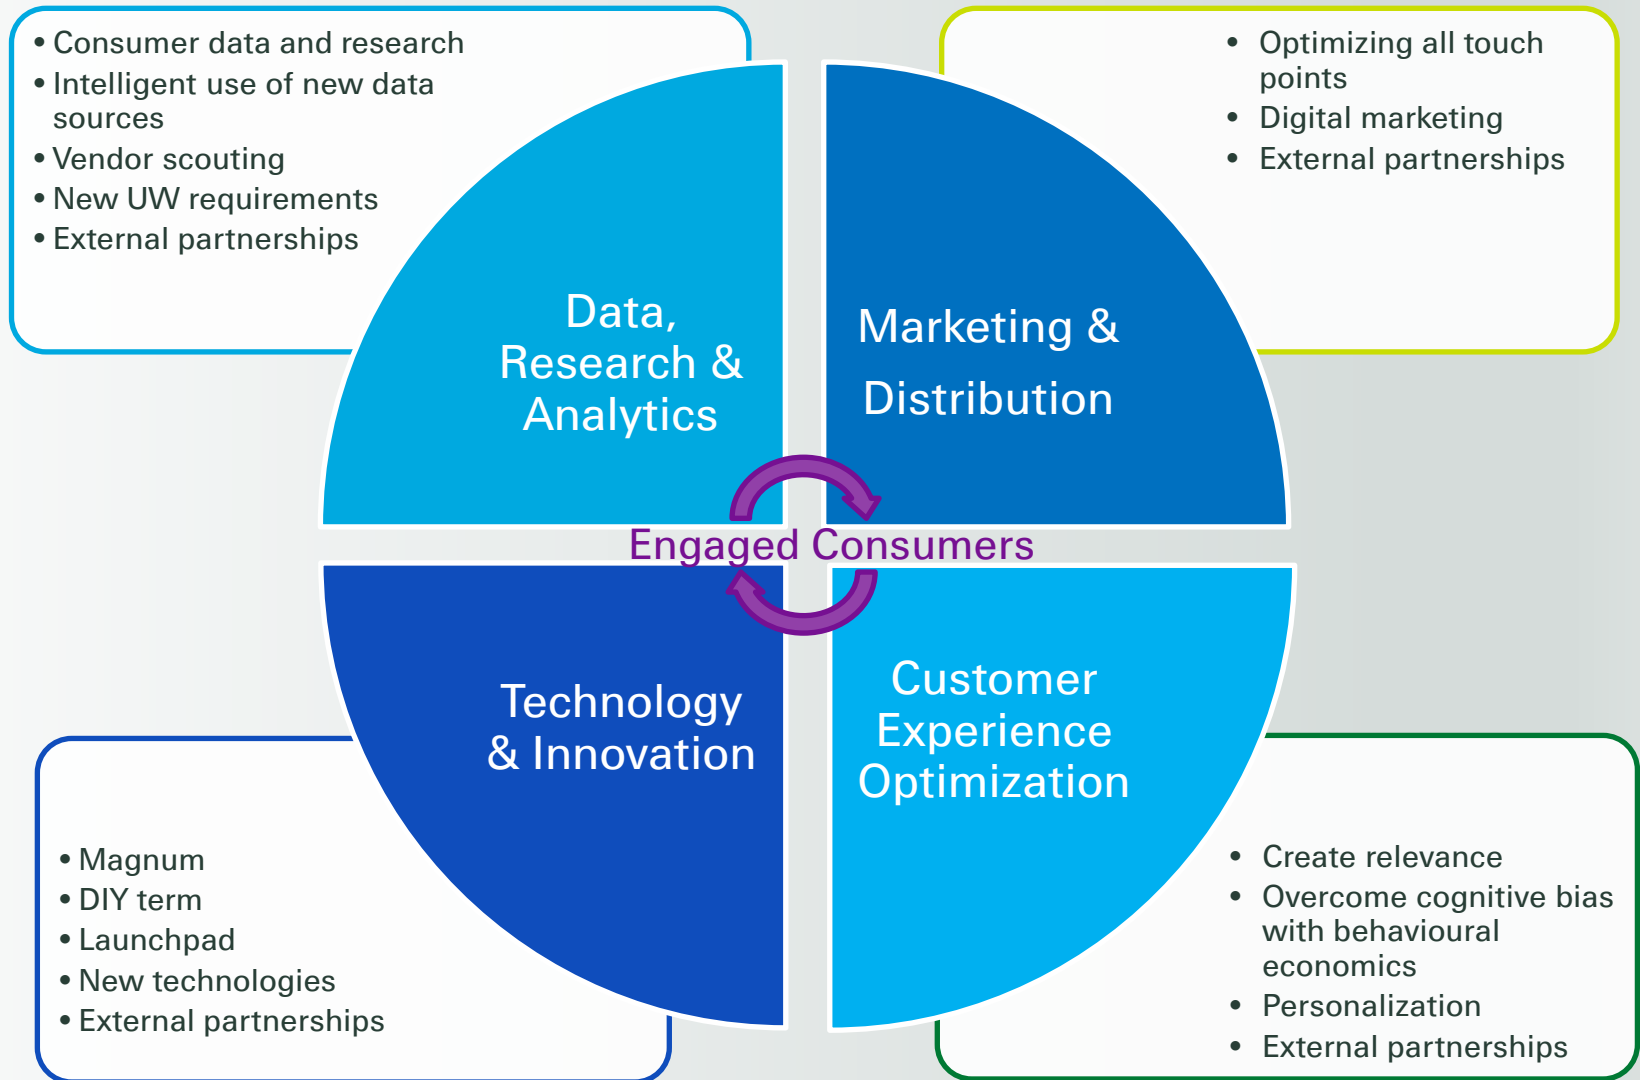 • Consumer data and research
• Intelligent use of new data
sources
• Vendor scouting
• New UW requirements
• External partnerships
• Optimizing all touch
points
• Digital marketing
• External partnerships
Data,
Research &
Analytics
Marketing &
Distribution
Engaged Consumers
Technology
& Innovation
Customer
Experience
Optimization
• Magnum
• DIY term
• Launchpad
• New technologies
• External partnerships
• Create relevance
• Overcome cognitive bias
with behavioural
economics
• Personalization
• External partnerships